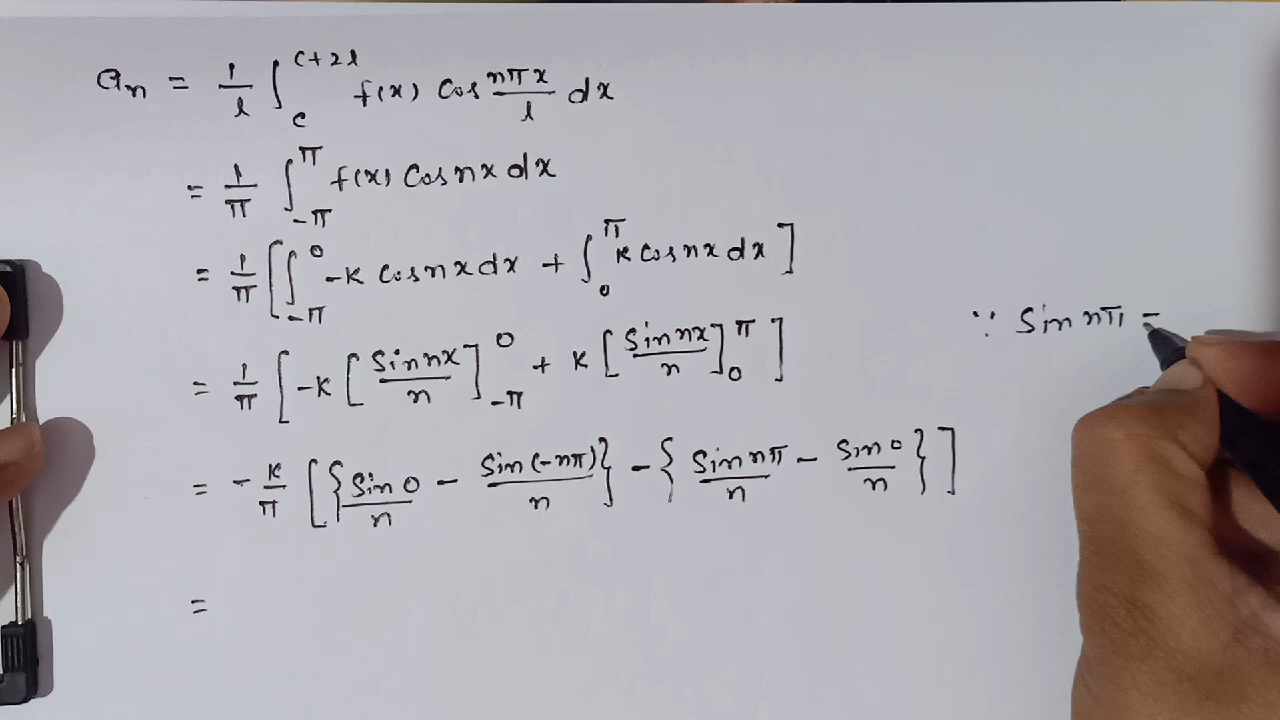 aₙ = 1/l ∫_c^{c+2l} f(x) cos nπx/l dx
= 1/π ∫_{-π}^{π} f(x) cos nx dx
= 1/π [∫_{-π}^{0} -k cos nx dx + ∫_0^{π} k cos nx dx]
∵ sin nπ =
= 1/π [-k [sin nx/n]_{-π}^{0} + k [sin nx/n]_0^{π}]
= -k/π [{sin 0/n - sin(-nπ)/n} - {sin nπ/n - sin 0/n}]
=